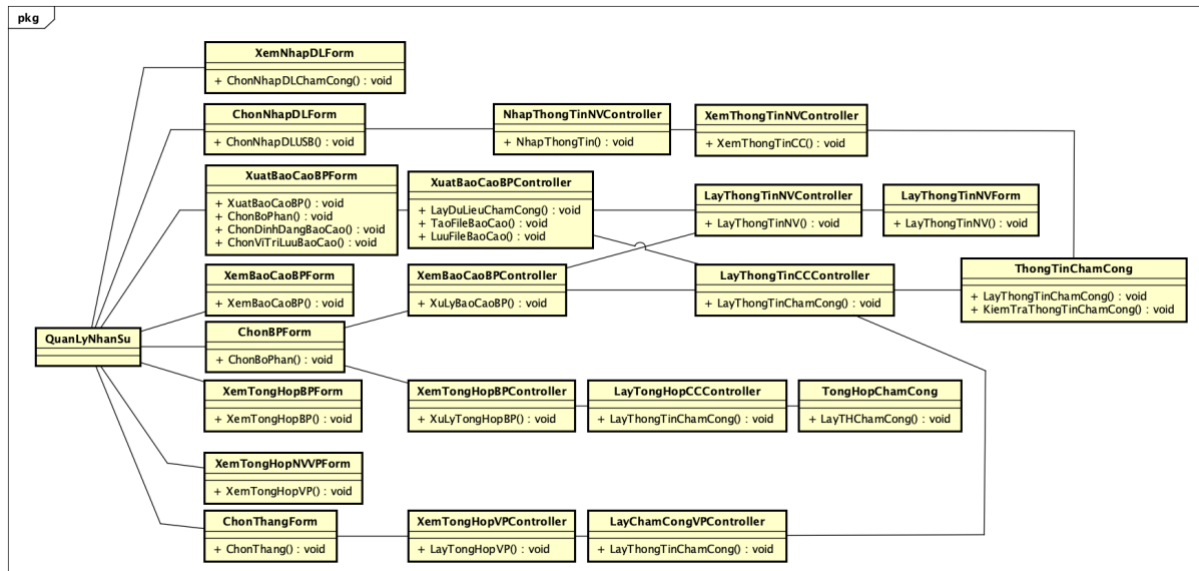 pkg
XemNhapDLForm
+ ChonNhapDLChamCong() : void
ChonNhapDLForm
+ ChonNhapDLUSB() : void
NhapThongTinNVController
+ NhapThongTin() : void
XemThongTinNVController
+ XemThongTinCC() : void
XuatBaoCaoBPForm
+ XuatBaoCaoBP() : void
+ ChonBoPhan() : void
+ ChonDinhDangBaoCao() : void
+ ChonViTriLuuBaoCao() : void
XuatBaoCaoBPController
+ LayDuLieuChamCong() : void
+ TaoFileBaoCao() : void
+ LuuFileBaoCao() : void
LayThongTinNVController
+ LayThongTinNV() : void
LayThongTinNVForm
+ LayThongTinNV() : void
XemBaoCaoBPForm
+ XemBaoCaoBP() : void
XemBaoCaoBPController
+ XuLyBaoCaoBP() : void
LayThongTinCCController
+ LayThongTinChamCong() : void
ThongTinChamCong
+ LayThongTinChamCong() : void
+ KiemTraThongTinChamCong() : void
QuanLyNhanSu
ChonBPForm
+ ChonBoPhan() : void
XemTongHopBPForm
+ XemTongHopBP() : void
XemTongHopBPController
+ XuLyTongHopBP() : void
LayTongHopCCController
+ LayThongTinChamCong() : void
TongHopChamCong
+ LayTHChamCong() : void
XemTongHopNVVPForm
+ XemTongHopVP() : void
ChonThangForm
+ ChonThang() : void
XemTongHopVPController
+ LayTongHopVP() : void
LayChamCongVPController
+ LayThongTinChamCong() : void